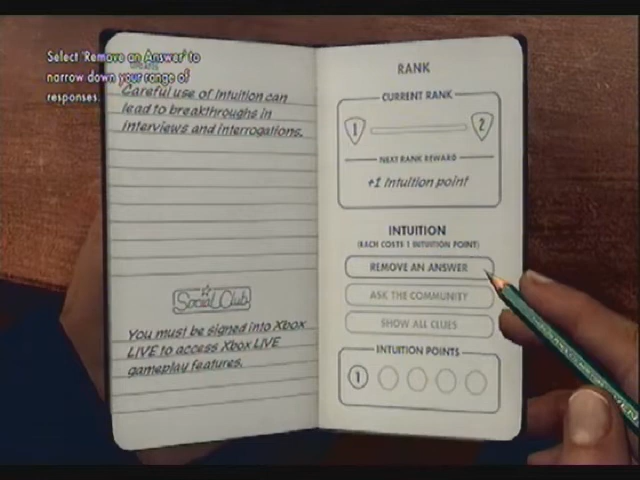 Select 'Remove an Answer' to
narrow down your range of
responses.
Careful use of intuition can
lead to breakthroughs in
interviews and interrogations.
Social Club
You must be signed into Xbox
LIVE to access Xbox LIVE
gameplay features.
RANK
CURRENT RANK
1 2
NEXT RANK REWARD
+1 intuition point
INTUITION
(EACH COSTS 1 INTUITION POINT)
REMOVE AN ANSWER
ASK THE COMMUNITY
SHOW ALL CLUES
INTUITION POINTS
1